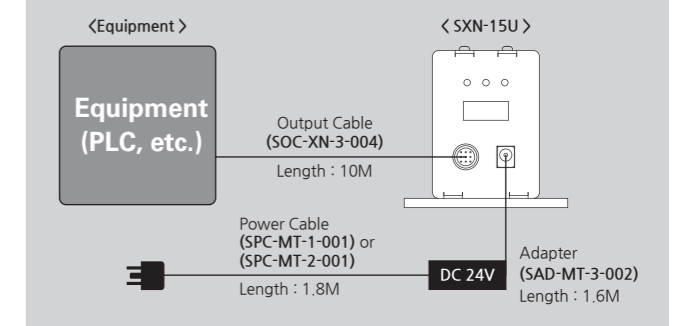 〈Equipment 〉
〈 SXN-15U 〉
Equipment
(PLC, etc.)
Output Cable
(SOC-XN-3-004)
Length : 10M
Power Cable
(SPC-MT-1-001) or
(SPC-MT-2-001)
Length : 1.8M
DC 24V
Adapter
(SAD-MT-3-002)
Length : 1.6M